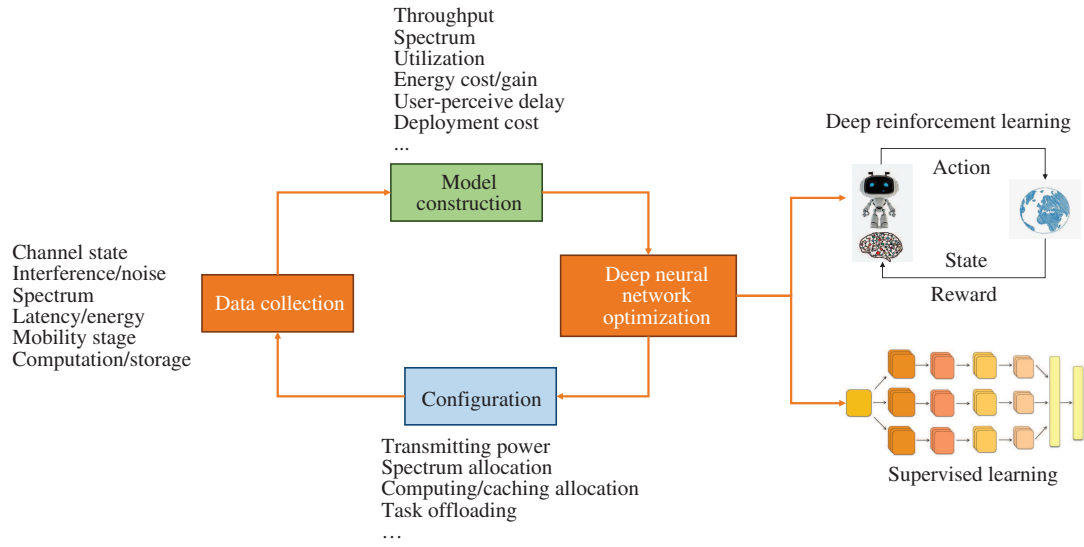 Throughput
Spectrum
Utilization
Energy cost/gain
User-perceive delay
Deployment cost
...
Model
construction
Deep reinforcement learning
Action
State
Reward
Channel state
Interference/noise
Spectrum
Latency/energy
Mobility stage
Computation/storage
Data collection
Deep neural
network
optimization
Configuration
Transmitting power
Spectrum allocation
Computing/caching allocation
Task offloading
…
Supervised learning